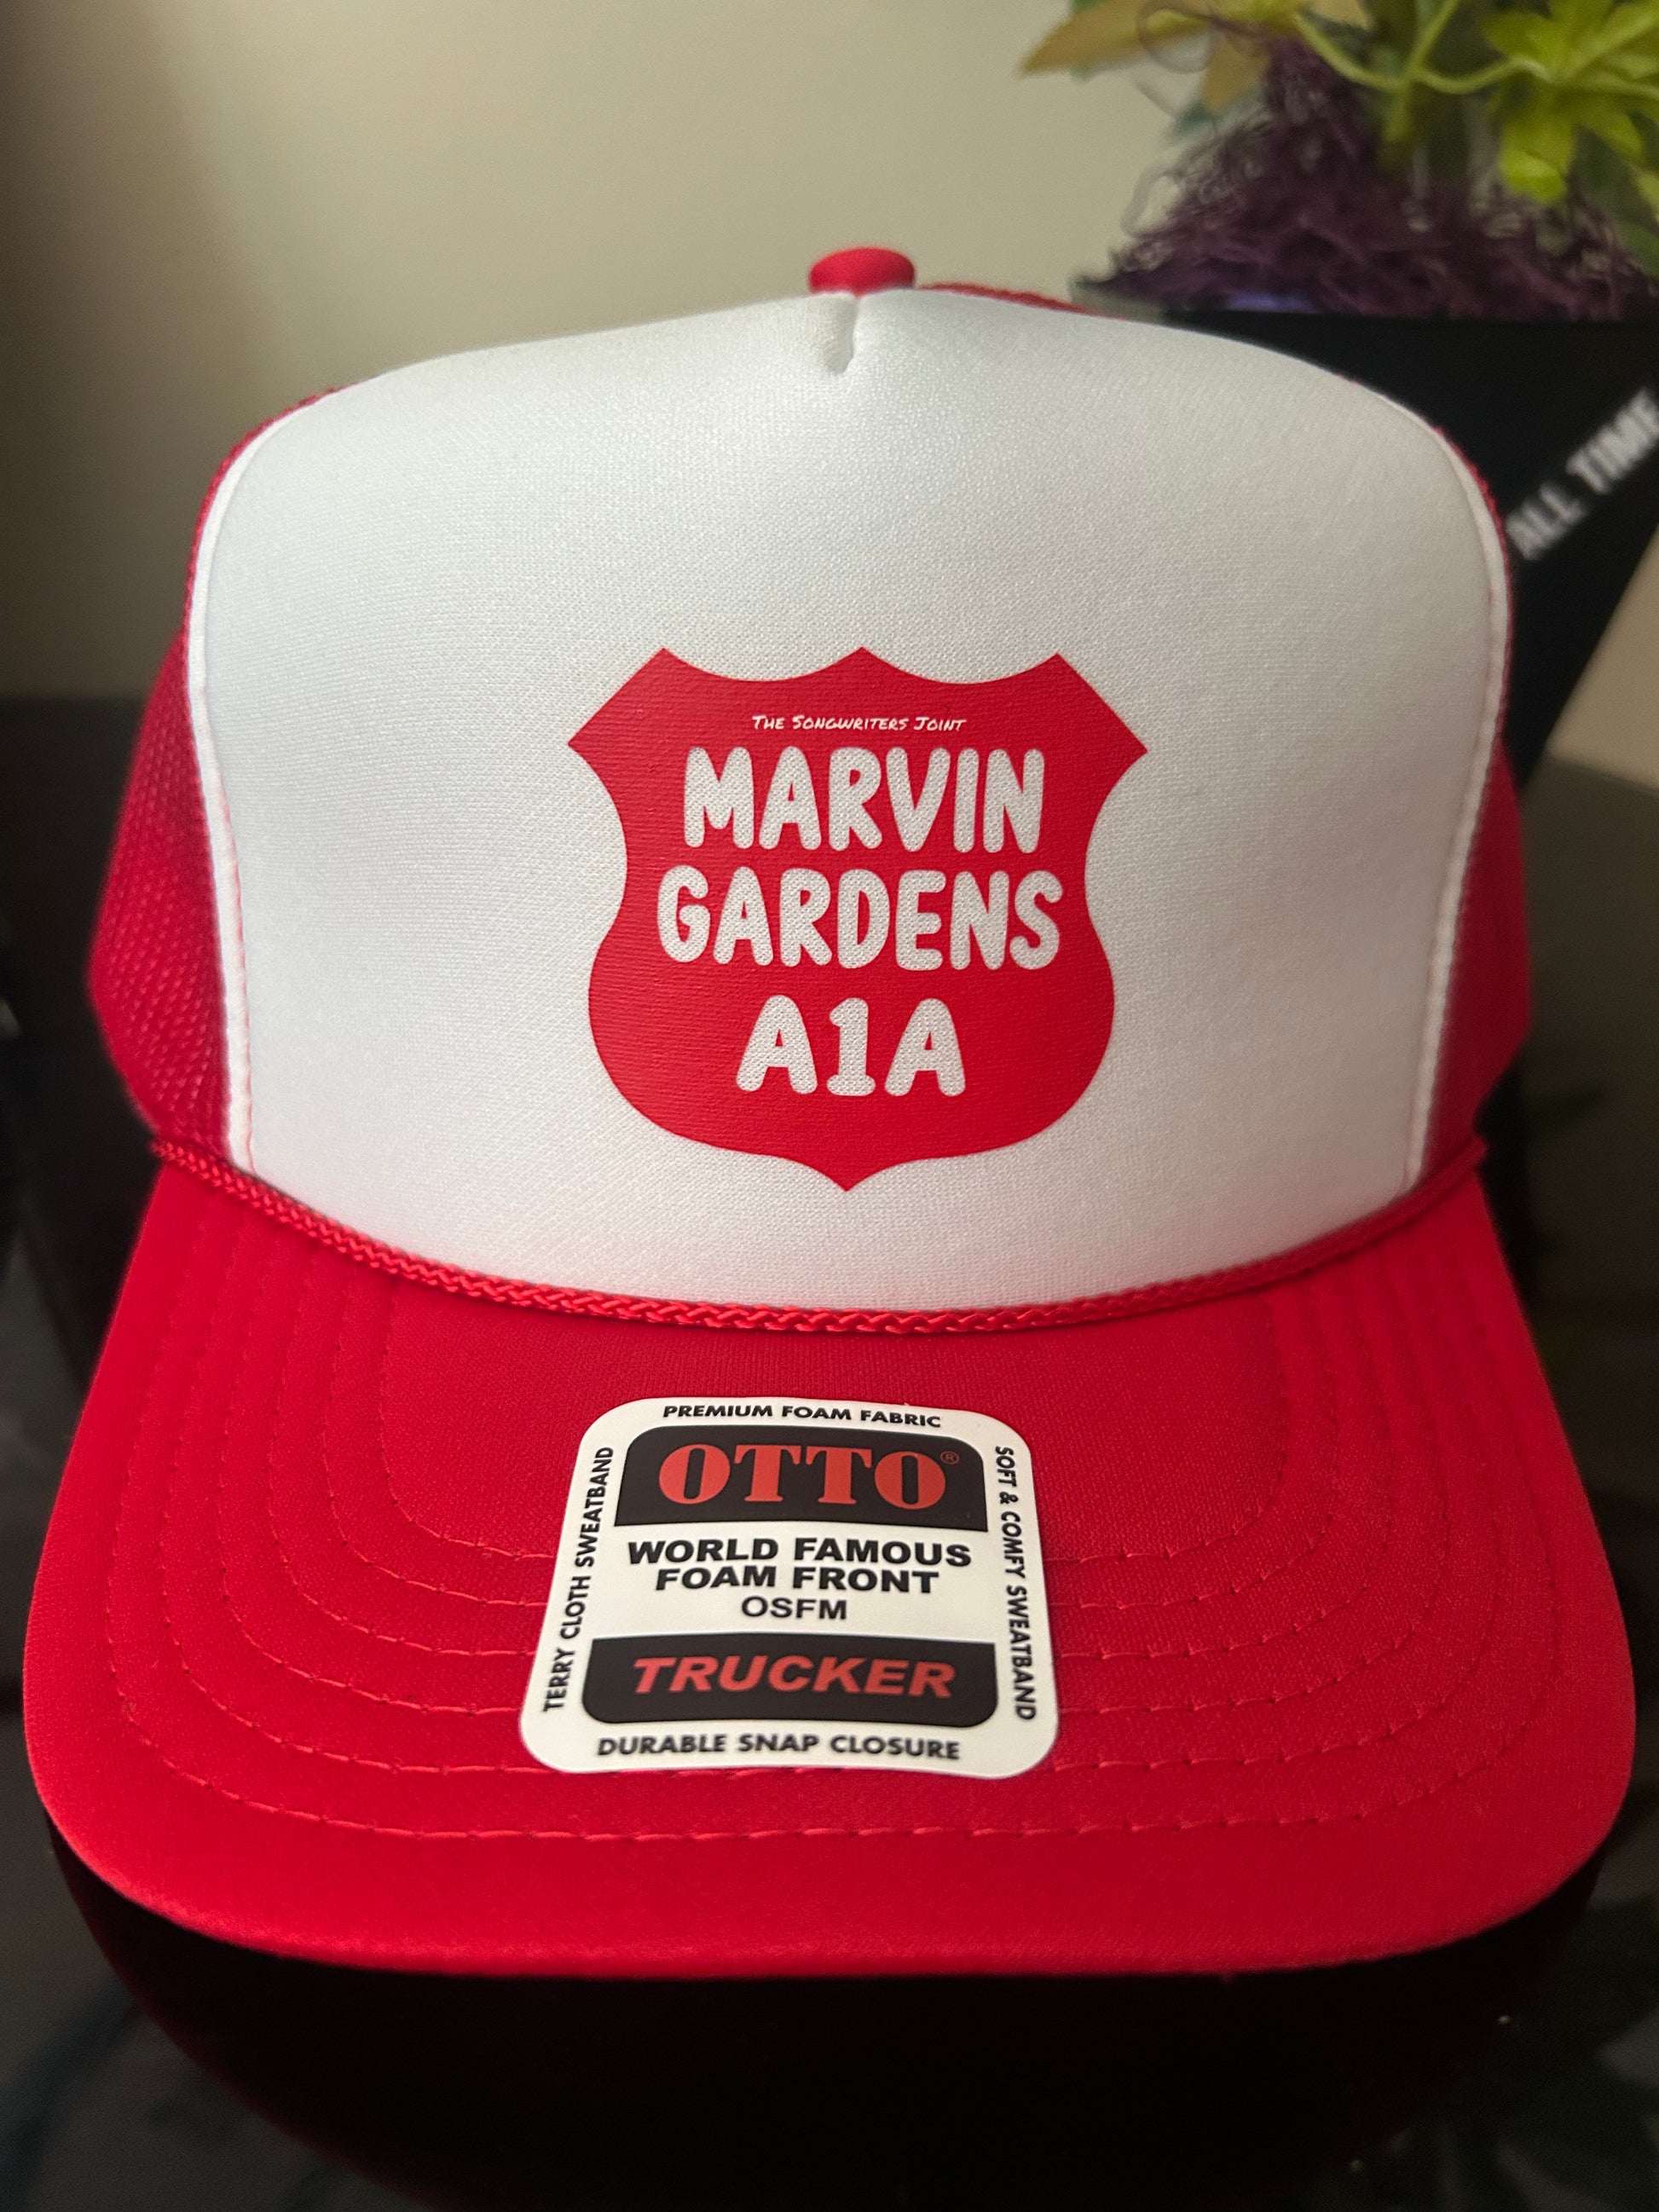 ALL TIME
The Songwriters Joint
MARVIN
GARDENS
A1A
PREMIUM FOAM FABRIC
TERRY CLOTH SWEATBAND
OTTO®
WORLD FAMOUS
FOAM FRONT
OSFM
TRUCKER
SOFT & COMFY SWEATBAND
DURABLE SNAP CLOSURE